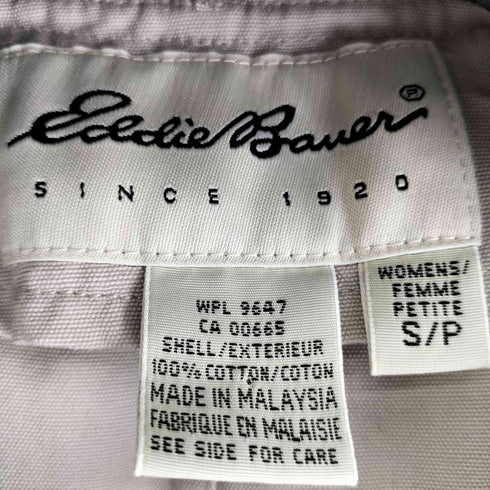 Eddie Bauer®
SINCE 1920
WOMENS/
FEMME
PETITE
S/P
WPL 9647
CA 00665
SHELL/EXTERIEUR
100% COTTON/COTON
MADE IN MALAYSIA
FABRIQUE EN MALAISIE
SEE SIDE FOR CARE